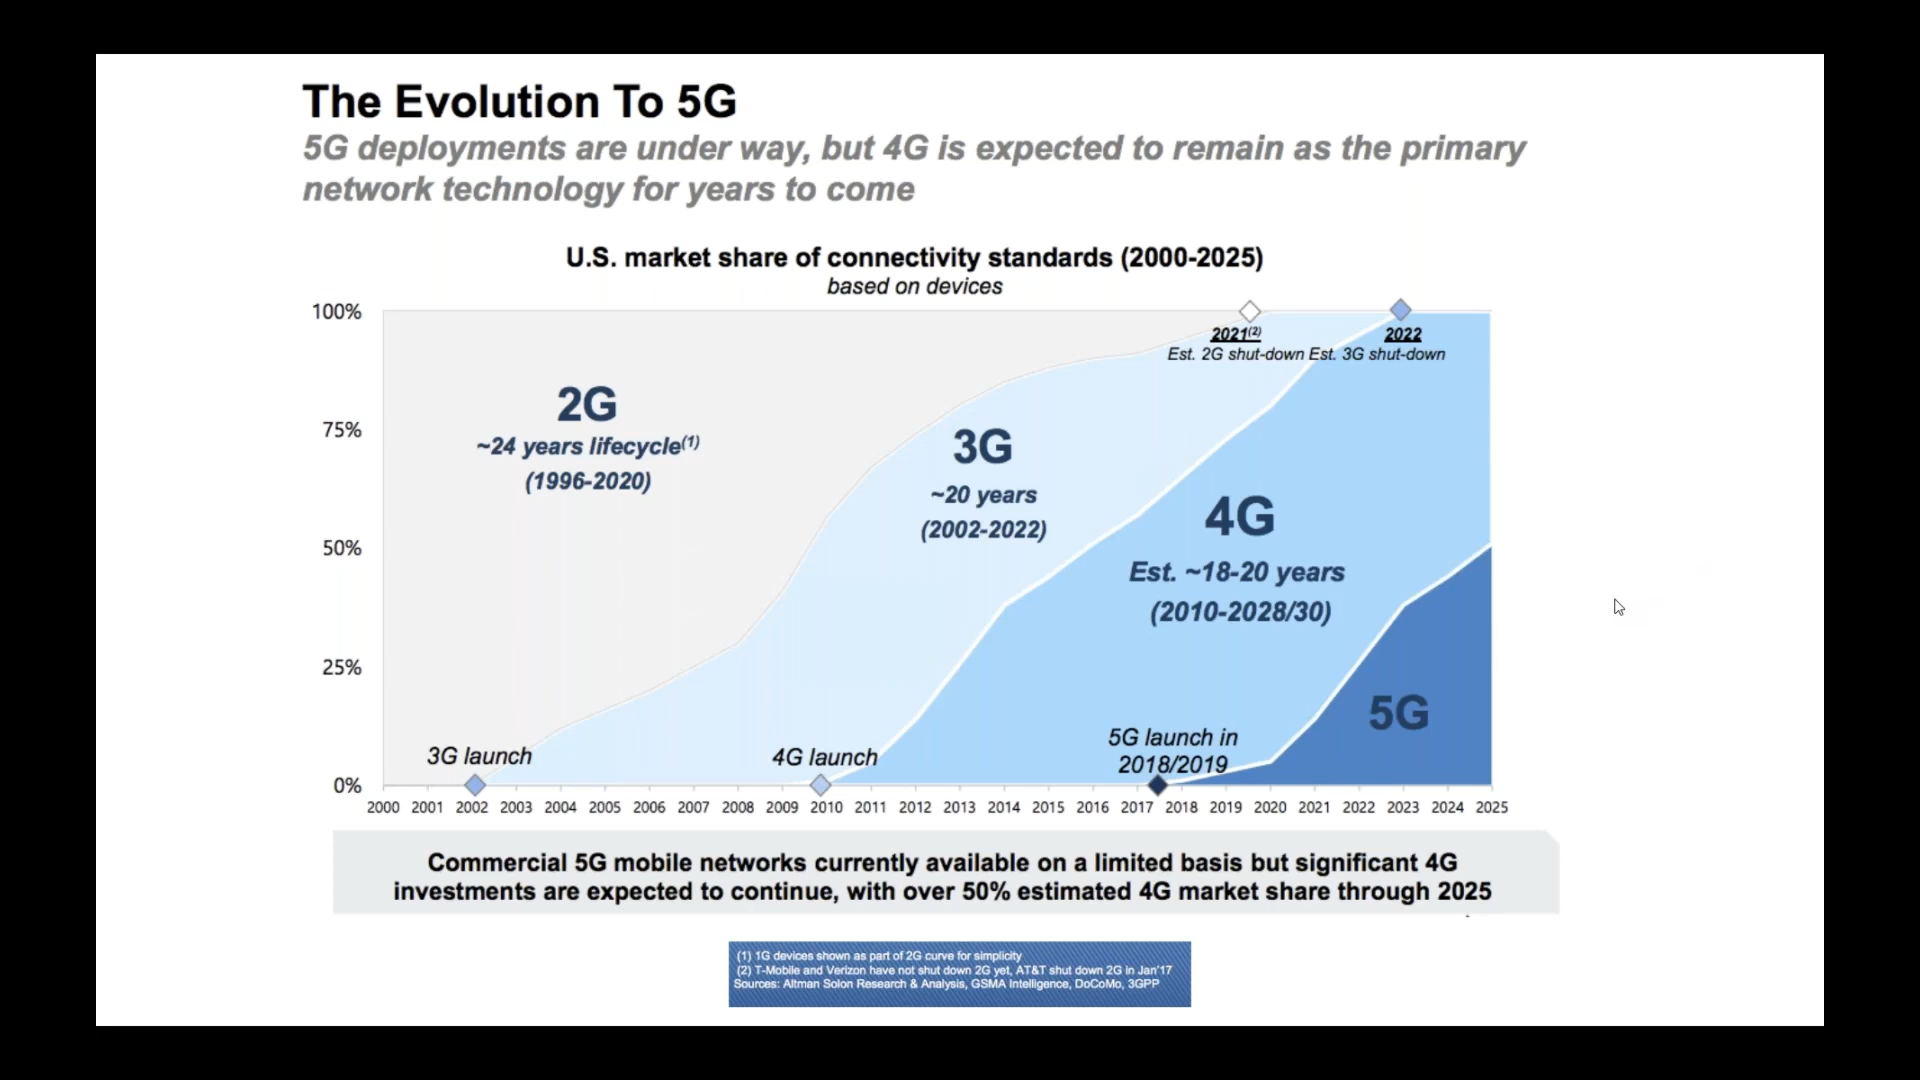 The Evolution To 5G
5G deployments are under way, but 4G is expected to remain as the primary
network technology for years to come
U.S. market share of connectivity standards (2000-2025)
based on devices
100%
75%
50%
25%
0%
2021(2)
Est. 2G shut-down
2022
Est. 3G shut-down
2G
~24 years lifecycle(1)
(1996-2020)
3G
~20 years
(2002-2022)
4G
Est. ~18-20 years
(2010-2028/30)
5G
3G launch
4G launch
5G launch in
2018/2019
2000 2001 2002 2003 2004 2005 2006 2007 2008 2009 2010 2011 2012 2013 2014 2015 2016 2017 2018 2019 2020 2021 2022 2023 2024 2025
Commercial 5G mobile networks currently available on a limited basis but significant 4G
investments are expected to continue, with over 50% estimated 4G market share through 2025
(1) 1G devices shown as part of 2G curve for simplicity
(2) T-Mobile and Verizon have not shut down 2G yet, AT&T shut down 2G in Jan'17
Sources: Altman Solon Research & Analysis, GSMA Intelligence, DoCoMo, 3GPP